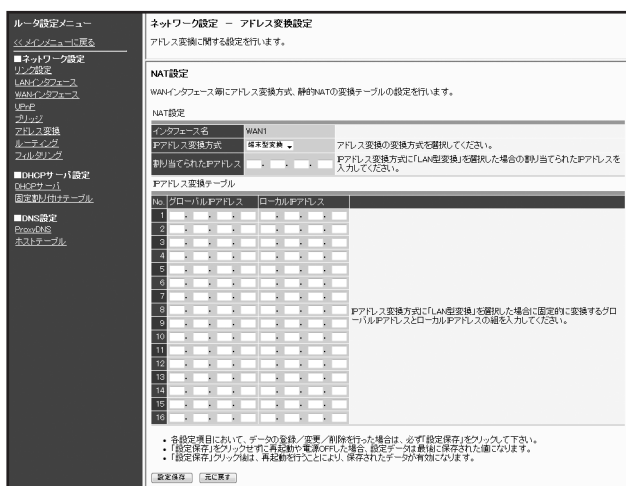 ルータ設定メニュー
<< メインメニューに戻る
■ネットワーク設定
リンク設定
LANインタフェース
WANインタフェース
UPnP
ブリッジ
アドレス変換
ルーティング
フィルタリング
■DHCPサーバ設定
DHCPサーバ
固定割り付けテーブル
■DNS設定
ProxyDNS
ホストテーブル
ネットワーク設定 － アドレス変換設定
アドレス変換に関する設定を行います。
NAT設定
WANインタフェース毎にアドレス変換方式、静的NATの変換テーブルの設定を行います。
NAT設定
インタフェース名 WAN1
IPアドレス変換方式 端末型変換 アドレス変換の変換方式を選択してください。
割り当てられたIPアドレス . . . IPアドレス変換方式に「LAN型変換」を選択した場合の割り当てられたIPアドレスを
入力してください。
IPアドレス変換テーブル
No. グローバルIPアドレス ローカルIPアドレス
1 . . . . . .
2 . . . . . .
3 . . . . . .
4 . . . . . .
5 . . . . . .
6 . . . . . .
7 . . . . . .
8 . . . . . . IPアドレス変換方式に「LAN型変換」を選択した場合に固定的に変換するグロ
9 . . . . . . ーバルIPアドレスとローカルIPアドレスの組を入力してください。
10 . . . . . .
11 . . . . . .
12 . . . . . .
13 . . . . . .
14 . . . . . .
15 . . . . . .
16 . . . . . .
• 各設定項目において、データの登録／変更／削除を行った場合は、必ず「設定保存」をクリックして下さい。
• 「設定保存」をクリックせずに再起動や電源OFFした場合、設定データは最後に保存された値になります。
• 「設定保存」クリック後は、再起動を行うことにより、保存されたデータが有効になります。
設定保存 元に戻す